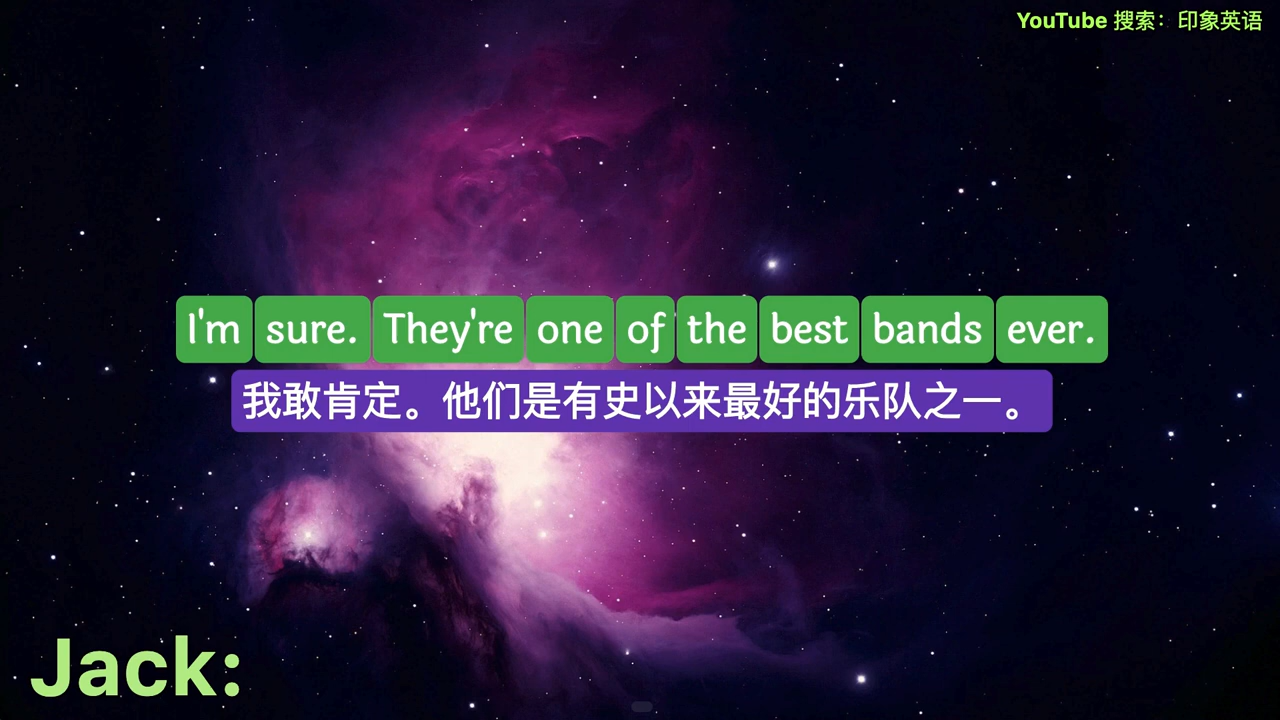 YouTube 搜索：印象英语
I'm sure. They're one of the best bands ever.
我敢肯定。他们是有史以来最好的乐队之一。
Jack: